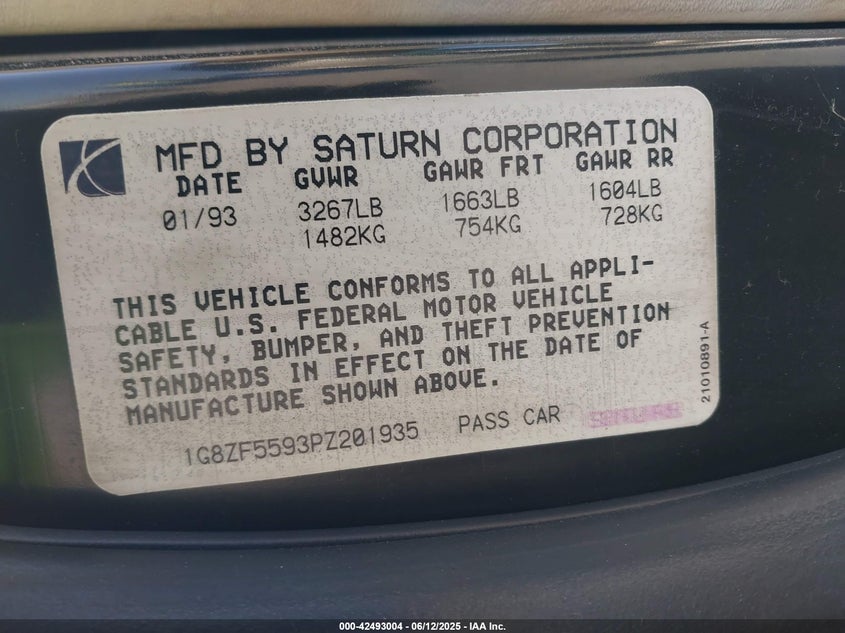 MFD BY SATURN CORPORATION
DATE GVWR GAWR FRT GAWR RR
01/93 3267LB 1663LB 1604LB
1482KG 754KG 728KG
THIS VEHICLE CONFORMS TO ALL APPLI-
CABLE U.S. FEDERAL MOTOR VEHICLE
SAFETY, BUMPER, AND THEFT PREVENTION
STANDARDS IN EFFECT ON THE DATE OF
MANUFACTURE SHOWN ABOVE.
1G8ZF5593PZ201935 PASS CAR
21010891-A
000-42493004 - 06/12/2025 - IAA Inc.